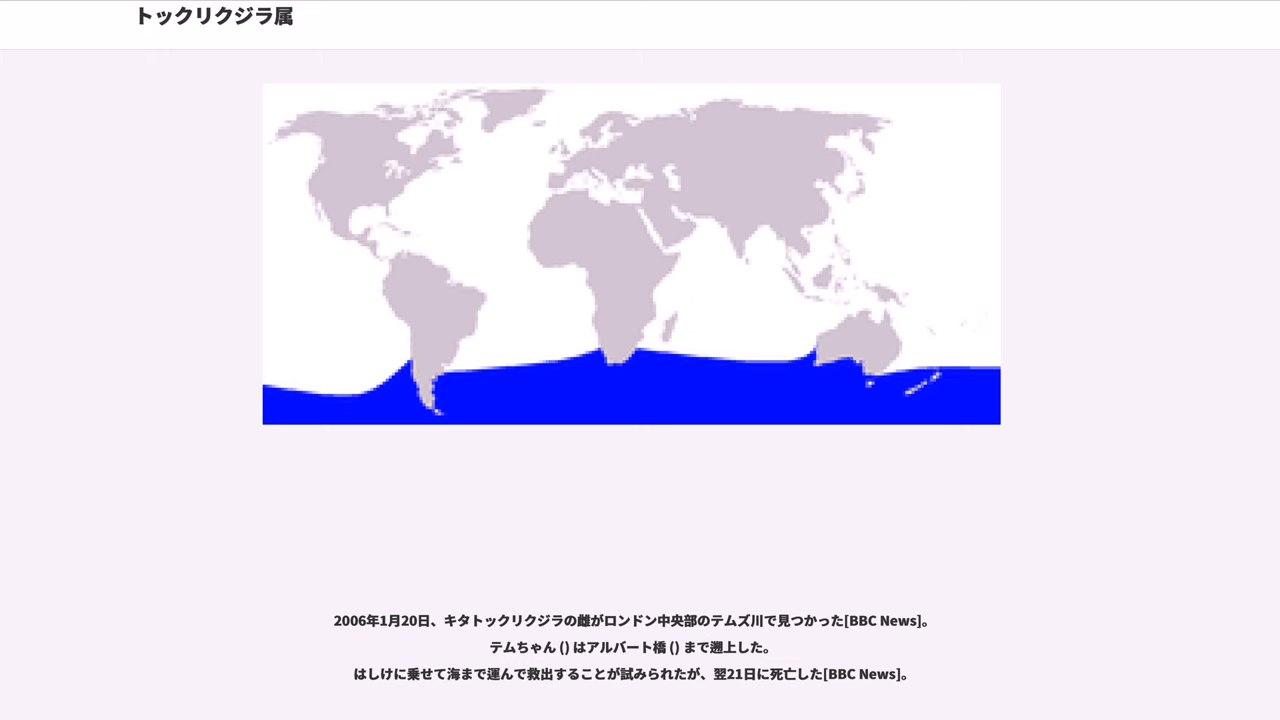 トックリクジラ属
2006年1月20日、キタトックリクジラの雌がロンドン中央部のテムズ川で見つかった[BBC News]。
テムちゃん () はアルバート橋 () まで遡上した。
はしけに乗せて海まで運んで救出することが試みられたが、翌21日に死亡した[BBC News]。